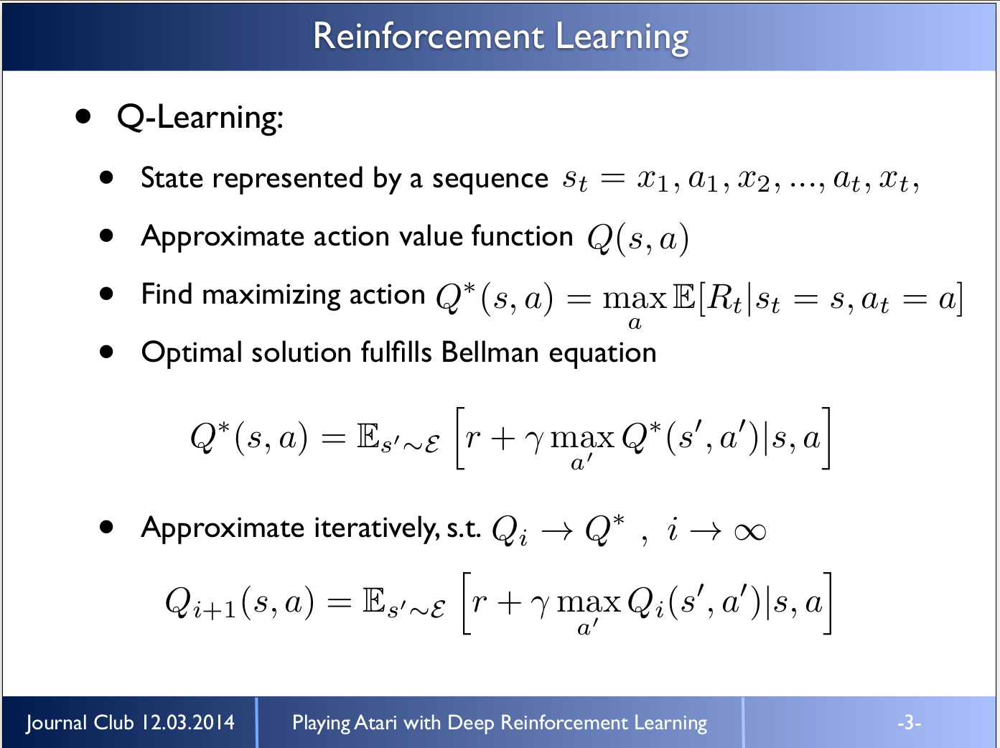 Reinforcement Learning
• Q-Learning:
• State represented by a sequence $s_t = x_1, a_1, x_2, ..., a_t, x_t,$
• Approximate action value function $Q(s, a)$
• Find maximizing action $Q^*(s, a) = \max_a \mathbb{E}[R_t | s_t = s, a_t = a]$
• Optimal solution fulfills Bellman equation
$Q^*(s, a) = \mathbb{E}_{s' \sim \mathcal{E}} \left[ r + \gamma \max_{a'} Q^*(s', a') | s, a \right]$
• Approximate iteratively, s.t. $Q_i \rightarrow Q^* \ , \ i \rightarrow \infty$
$Q_{i+1}(s, a) = \mathbb{E}_{s' \sim \mathcal{E}} \left[ r + \gamma \max_{a'} Q_i(s', a') | s, a \right]$
Journal Club 12.03.2014 Playing Atari with Deep Reinforcement Learning -3-